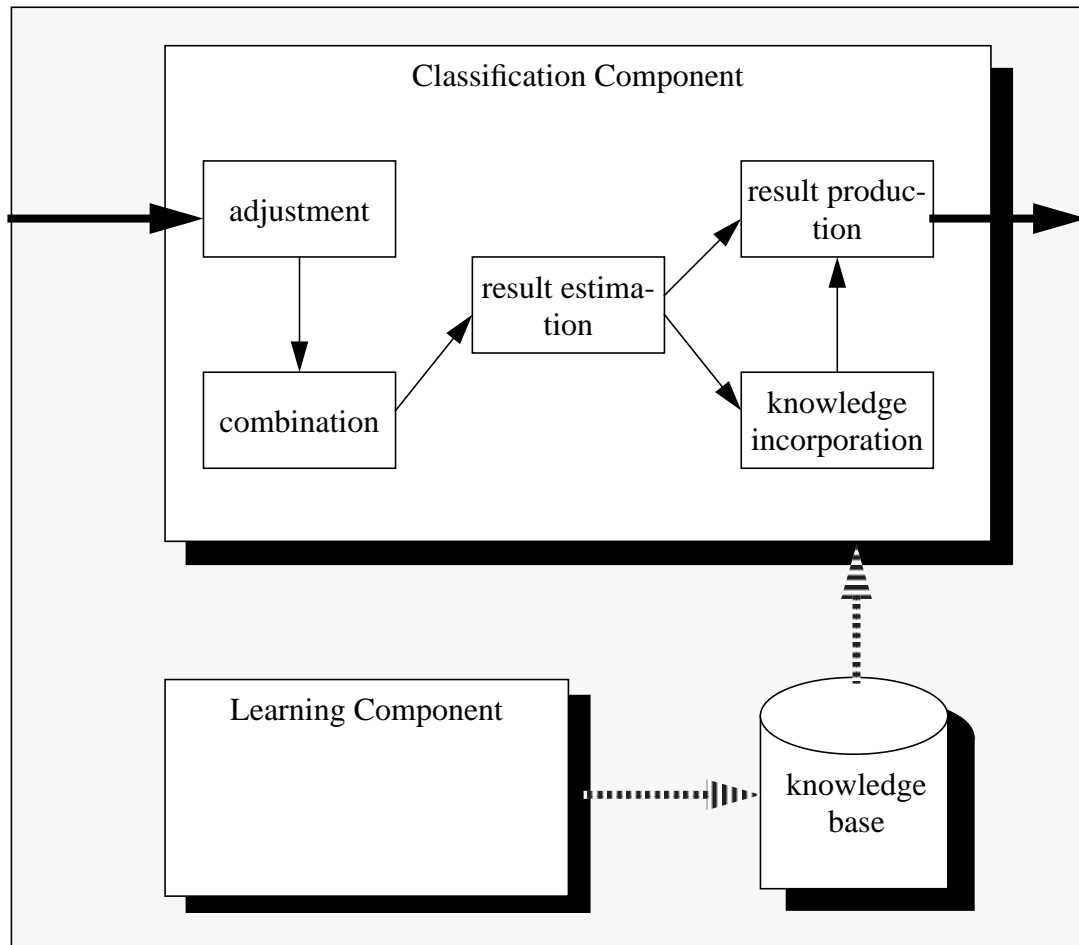 Classification Component
adjustment
combination
result estima-
tion
result produc-
tion
knowledge
incorporation
Learning Component
knowledge
base